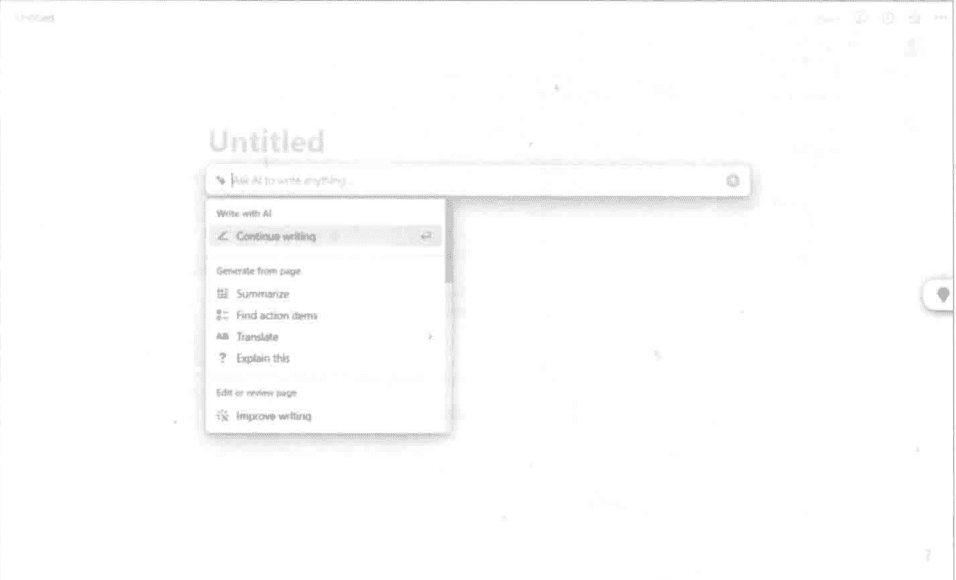 Untitled
Untitled
Ask AI to write anything...
Write with AI
Continue writing
Generate from page
Summarize
Find action items
AB Translate
? Explain this
Edit or review page
Improve writing